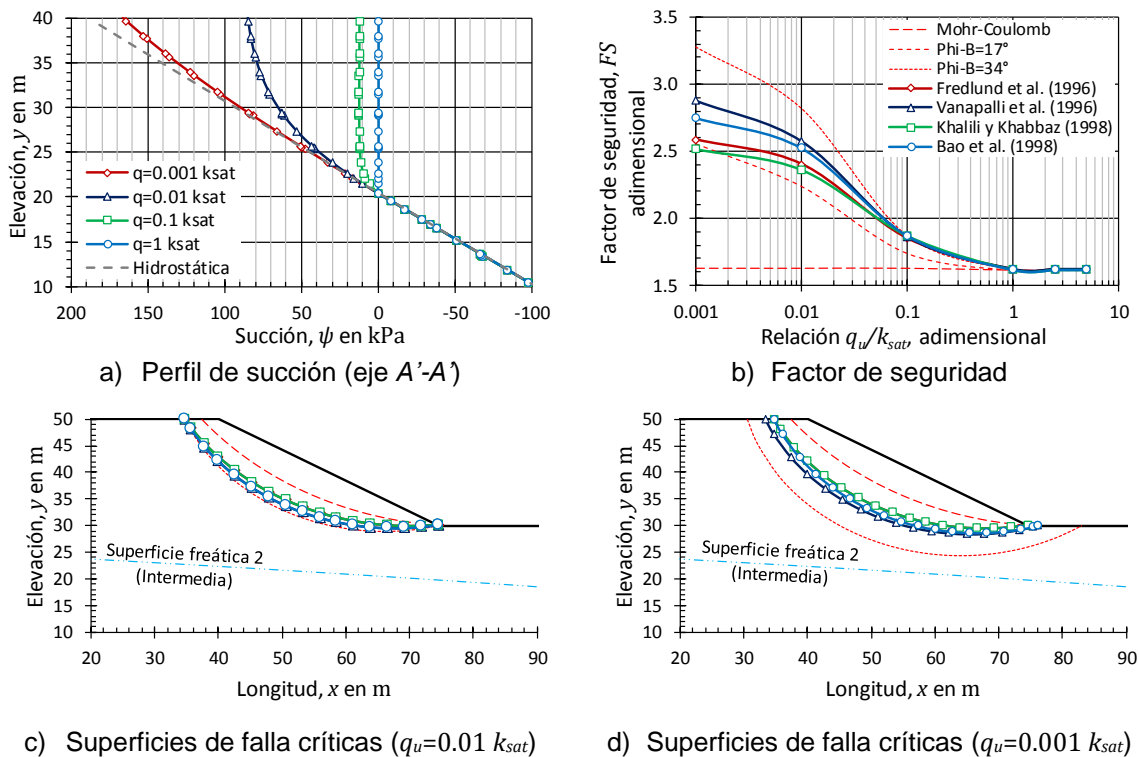 Elevación, y en m
40
35
30
25
20
15
10
q=0.001 ksat
q=0.01 ksat
q=0.1 ksat
q=1 ksat
Hidrostática
200 150 100 50 0 -50 -100
Succión, ψ en kPa
a) Perfil de succión (eje A'-A')
Factor de seguridad, FS
adimensional
3.5
3.0
2.5
2.0
1.5
Mohr-Coulomb
Phi-B=17°
Phi-B=34°
Fredlund et al. (1996)
Vanapalli et al. (1996)
Khalili y Khabbaz (1998)
Bao et al. (1998)
0.001 0.01 0.1 1 10
Relación qu/ksat, adimensional
b) Factor de seguridad
Elevación, y en m
50
45
40
35
30
25
20
15
10
Superficie freática 2
(Intermedia)
20 30 40 50 60 70 80 90
Longitud, x en m
c) Superficies de falla críticas (qu=0.01 ksat)
Elevación, y en m
50
45
40
35
30
25
20
15
10
Superficie freática 2
(Intermedia)
20 30 40 50 60 70 80 90
Longitud, x en m
d) Superficies de falla críticas (qu=0.001 ksat)